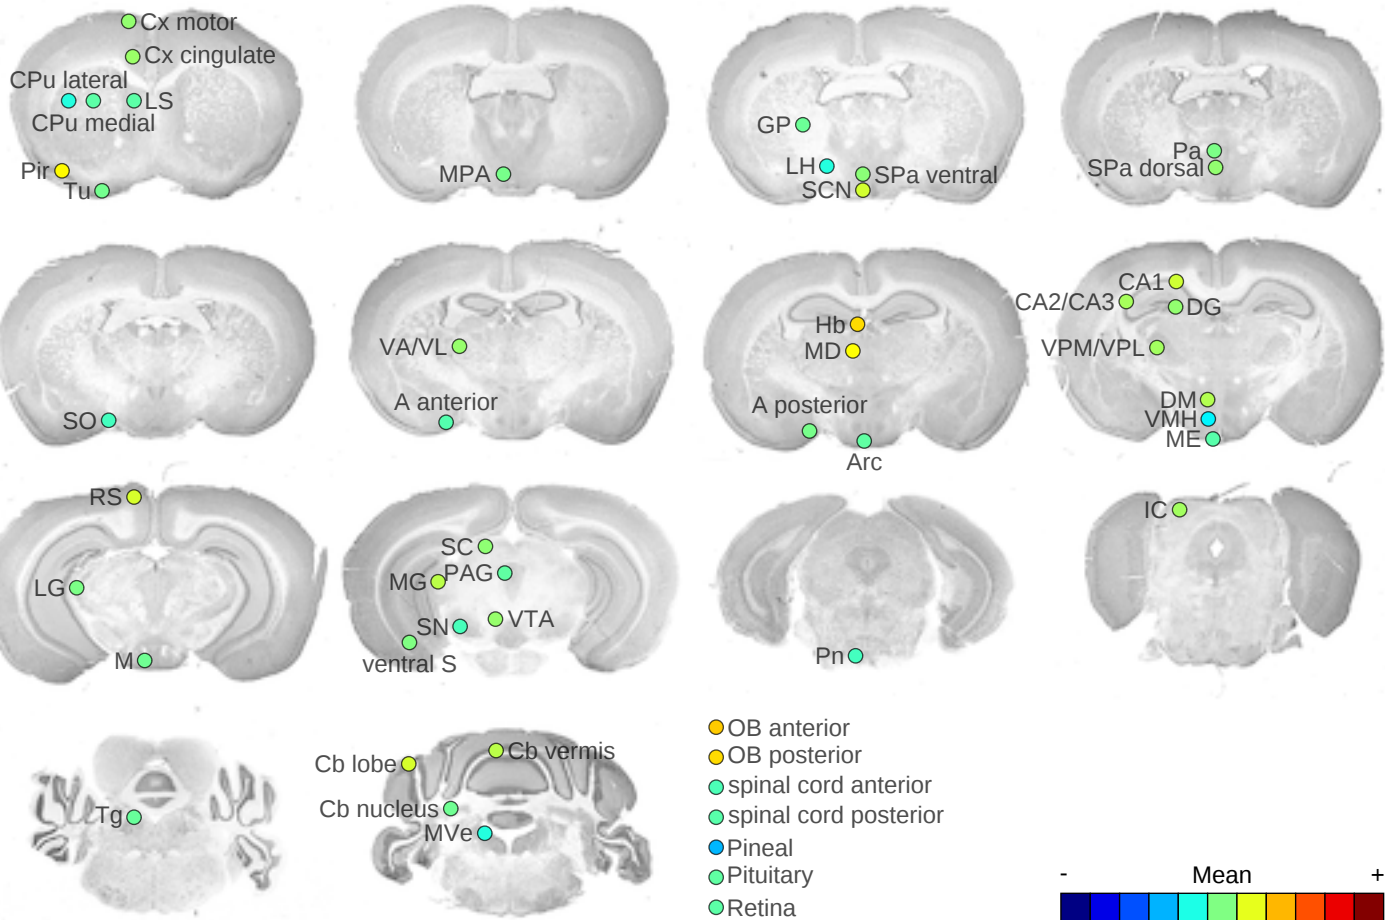 Cx motor
Cx cingulate
CPu lateral
LS
CPu medial
Pir
Tu
MPA
GP
LH
SPa ventral
SCN
Pa
SPa dorsal
SO
VA/VL
A anterior
Hb
MD
A posterior
Arc
CA1
CA2/CA3
DG
VPM/VPL
DM
VMH
ME
RS
LG
M
SC
PAG
MG
VTA
SN
ventral S
Pn
IC
Tg
Cb lobe
Cb vermis
Cb nucleus
MVe
OB anterior
OB posterior
spinal cord anterior
spinal cord posterior
Pineal
Pituitary
Retina
- Mean +